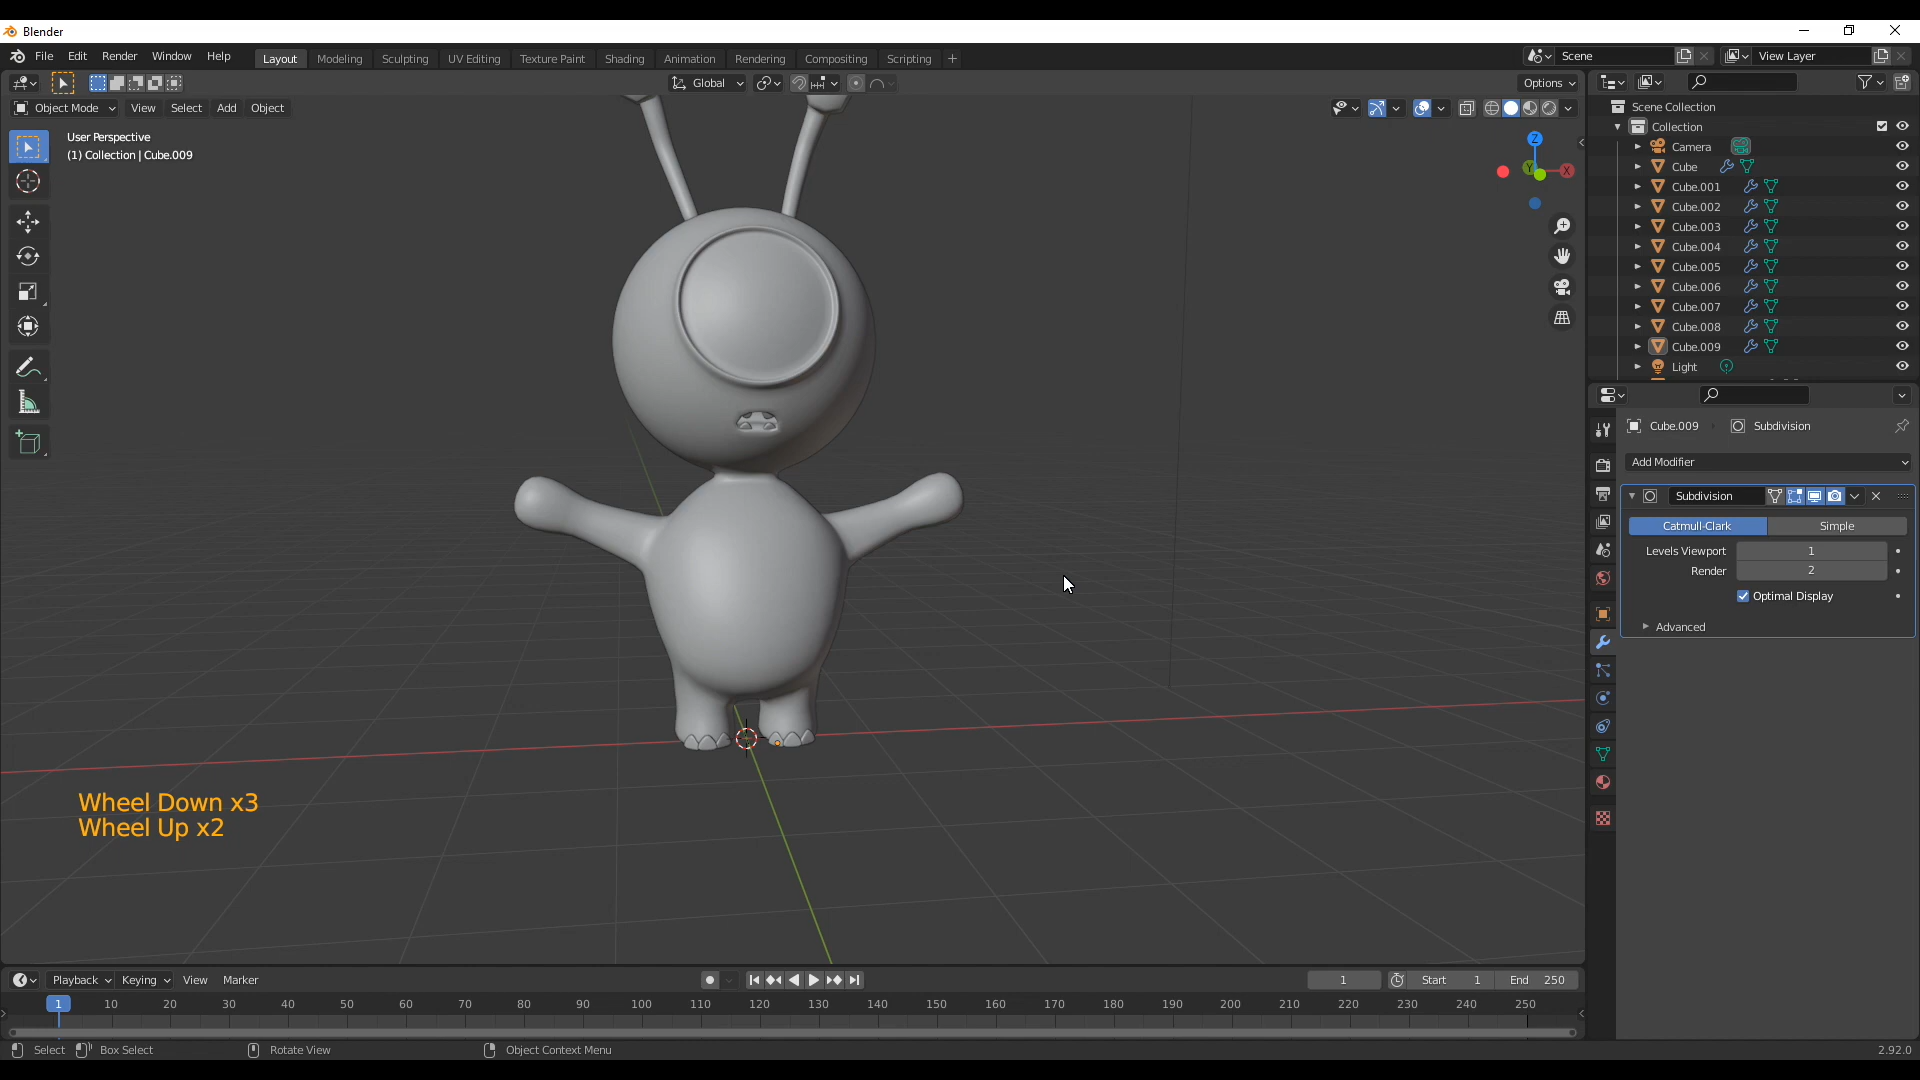 Blender
File Edit Render Window Help Layout Modeling Sculpting UV Editing Texture Paint Shading Animation Rendering Compositing Scripting + Scene View Layer
Global Options
Object Mode View Select Add Object
User Perspective
(1) Collection | Cube.009
Z
Y
X
Scene Collection
Collection
Camera
Cube
Cube.001
Cube.002
Cube.003
Cube.004
Cube.005
Cube.006
Cube.007
Cube.008
Cube.009
Light
Cube.009 Subdivision
Add Modifier
Subdivision
Catmull-Clark Simple
Levels Viewport 1
Render 2
Optimal Display
Advanced
Wheel Down x3
Wheel Up x2
Playback Keying View Marker 1 Start 1 End 250
1 10 20 30 40 50 60 70 80 90 100 110 120 130 140 150 160 170 180 190 200 210 220 230 240 250
Select Box Select Rotate View Object Context Menu 2.92.0